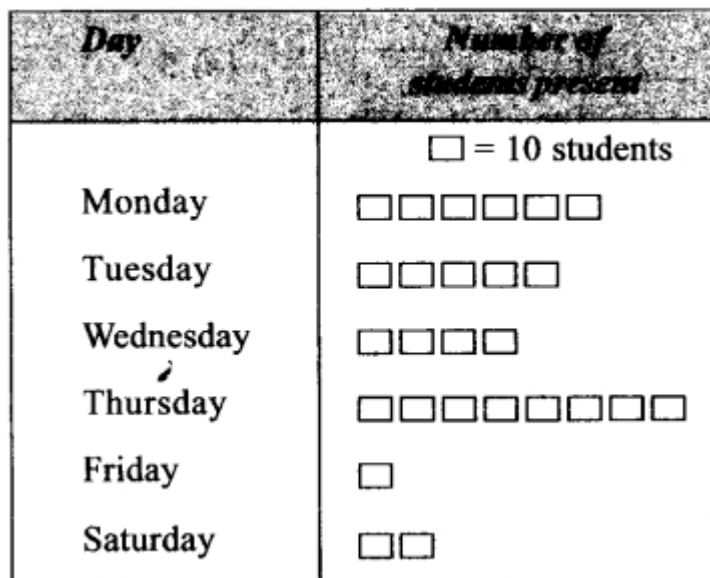 Day
Number of
students present
□ = 10 students
Monday
Tuesday
Wednesday
Thursday
Friday
Saturday